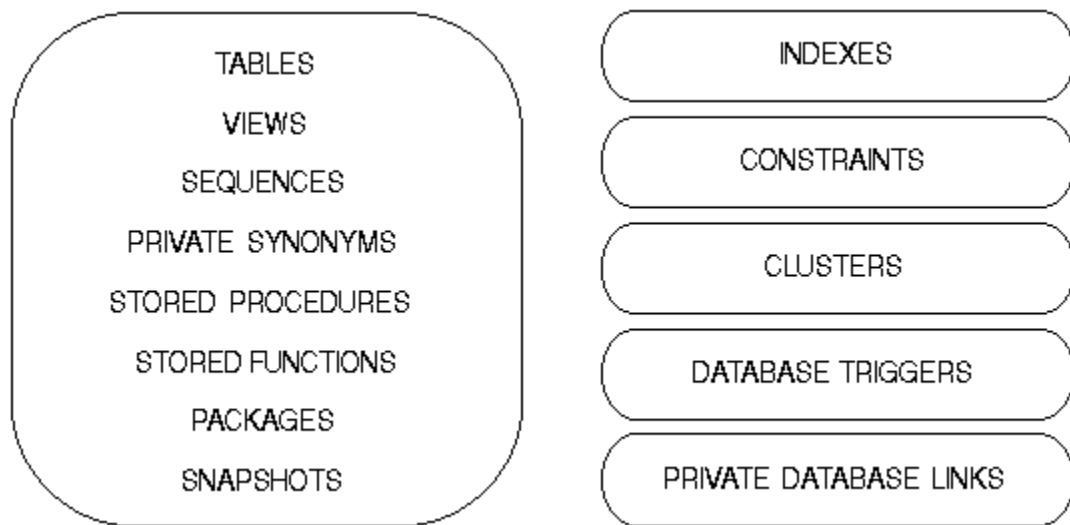 TABLES
VIEWS
SEQUENCES
PRIVATE SYNONYMS
STORED PROCEDURES
STORED FUNCTIONS
PACKAGES
SNAPSHOTS
INDEXES
CONSTRAINTS
CLUSTERS
DATABASE TRIGGERS
PRIVATE DATABASE LINKS